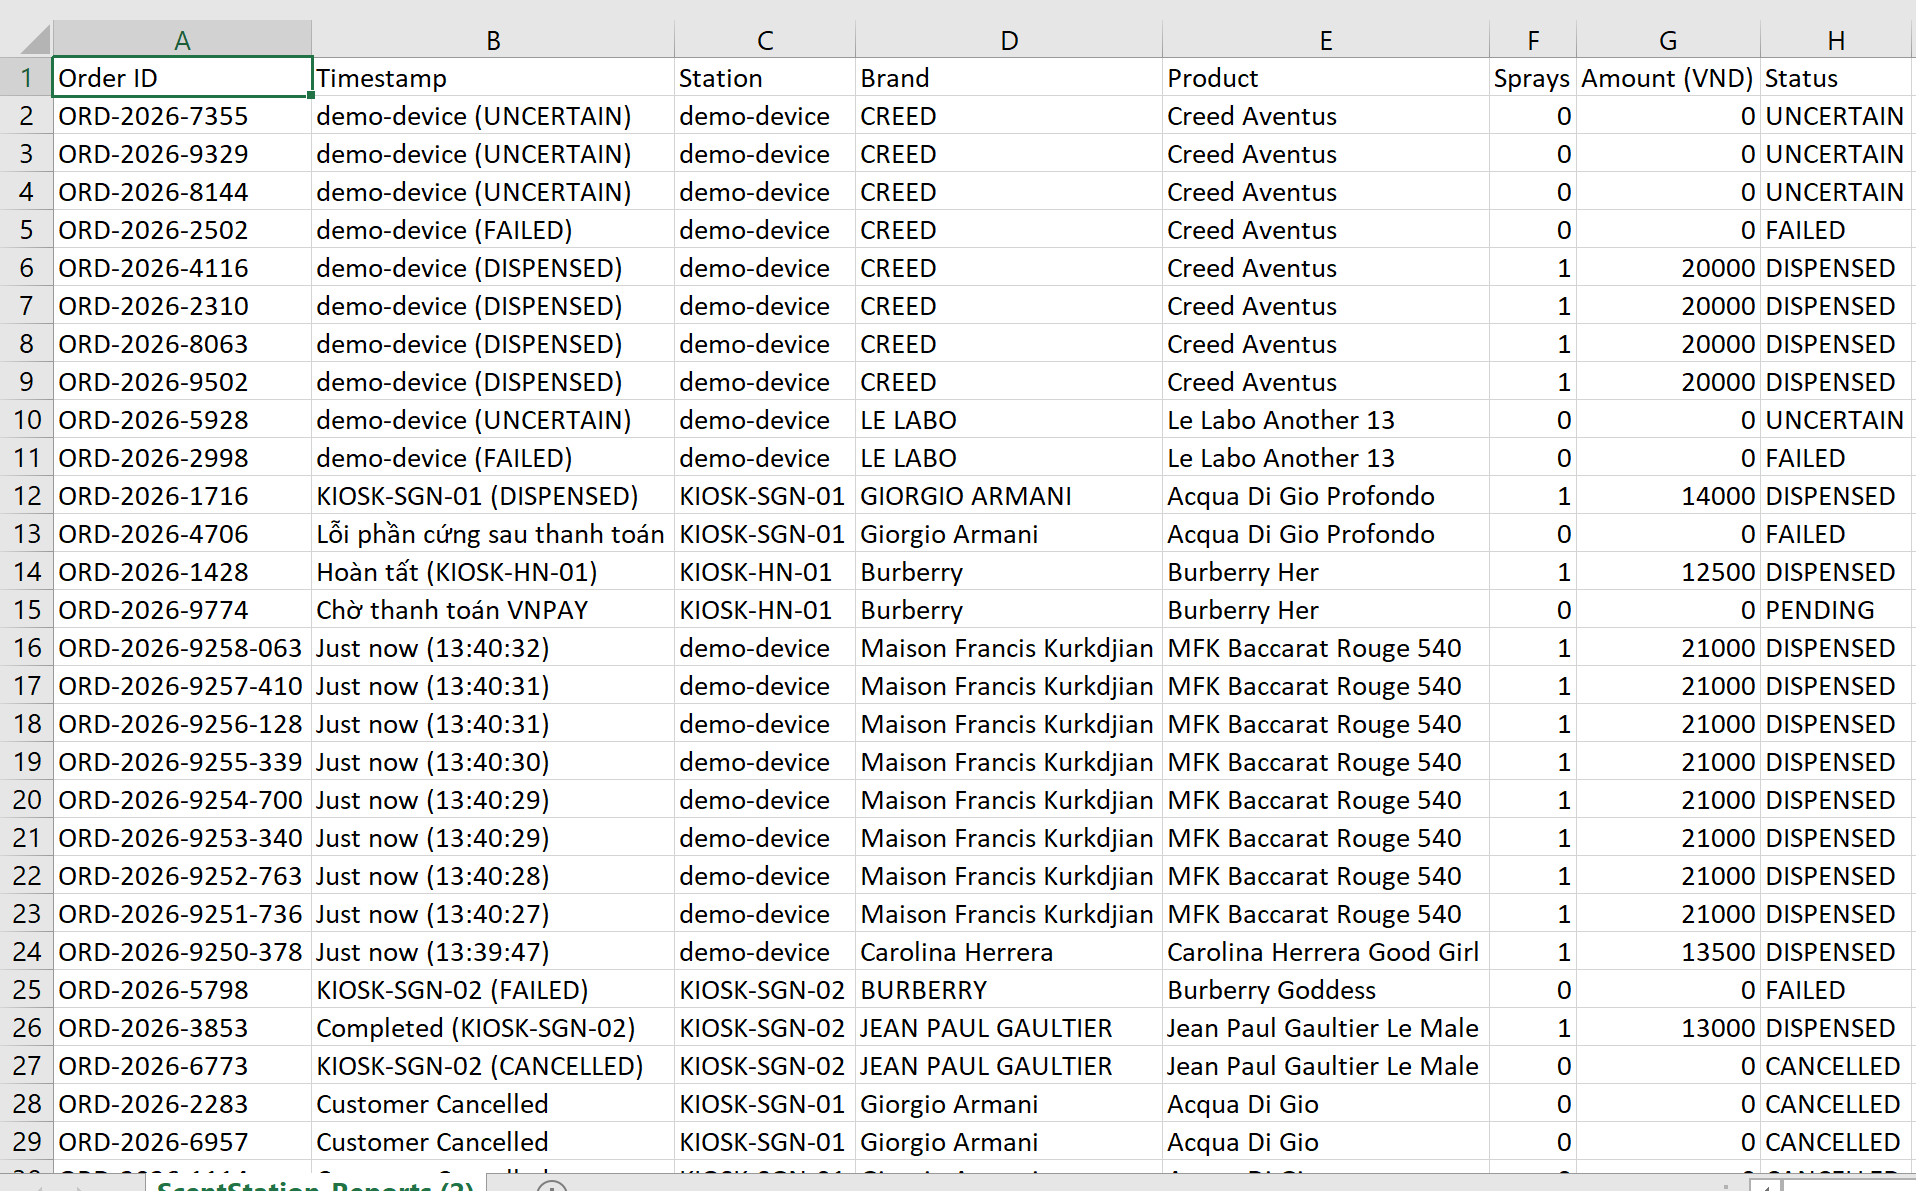 A B C D E F G H
1 Order ID Timestamp Station Brand Product Sprays Amount (VND) Status
2 ORD-2026-7355 demo-device (UNCERTAIN) demo-device CREED Creed Aventus 0 0 UNCERTAIN
3 ORD-2026-9329 demo-device (UNCERTAIN) demo-device CREED Creed Aventus 0 0 UNCERTAIN
4 ORD-2026-8144 demo-device (UNCERTAIN) demo-device CREED Creed Aventus 0 0 UNCERTAIN
5 ORD-2026-2502 demo-device (FAILED) demo-device CREED Creed Aventus 0 0 FAILED
6 ORD-2026-4116 demo-device (DISPENSED) demo-device CREED Creed Aventus 1 20000 DISPENSED
7 ORD-2026-2310 demo-device (DISPENSED) demo-device CREED Creed Aventus 1 20000 DISPENSED
8 ORD-2026-8063 demo-device (DISPENSED) demo-device CREED Creed Aventus 1 20000 DISPENSED
9 ORD-2026-9502 demo-device (DISPENSED) demo-device CREED Creed Aventus 1 20000 DISPENSED
10 ORD-2026-5928 demo-device (UNCERTAIN) demo-device LE LABO Le Labo Another 13 0 0 UNCERTAIN
11 ORD-2026-2998 demo-device (FAILED) demo-device LE LABO Le Labo Another 13 0 0 FAILED
12 ORD-2026-1716 KIOSK-SGN-01 (DISPENSED) KIOSK-SGN-01 GIORGIO ARMANI Acqua Di Gio Profondo 1 14000 DISPENSED
13 ORD-2026-4706 Lỗi phần cứng sau thanh toán KIOSK-SGN-01 Giorgio Armani Acqua Di Gio Profondo 0 0 FAILED
14 ORD-2026-1428 Hoàn tất (KIOSK-HN-01) KIOSK-HN-01 Burberry Burberry Her 1 12500 DISPENSED
15 ORD-2026-9774 Chờ thanh toán VNPAY KIOSK-HN-01 Burberry Burberry Her 0 0 PENDING
16 ORD-2026-9258-063 Just now (13:40:32) demo-device Maison Francis Kurkdjian MFK Baccarat Rouge 540 1 21000 DISPENSED
17 ORD-2026-9257-410 Just now (13:40:31) demo-device Maison Francis Kurkdjian MFK Baccarat Rouge 540 1 21000 DISPENSED
18 ORD-2026-9256-128 Just now (13:40:31) demo-device Maison Francis Kurkdjian MFK Baccarat Rouge 540 1 21000 DISPENSED
19 ORD-2026-9255-339 Just now (13:40:30) demo-device Maison Francis Kurkdjian MFK Baccarat Rouge 540 1 21000 DISPENSED
20 ORD-2026-9254-700 Just now (13:40:29) demo-device Maison Francis Kurkdjian MFK Baccarat Rouge 540 1 21000 DISPENSED
21 ORD-2026-9253-340 Just now (13:40:29) demo-device Maison Francis Kurkdjian MFK Baccarat Rouge 540 1 21000 DISPENSED
22 ORD-2026-9252-763 Just now (13:40:28) demo-device Maison Francis Kurkdjian MFK Baccarat Rouge 540 1 21000 DISPENSED
23 ORD-2026-9251-736 Just now (13:40:27) demo-device Maison Francis Kurkdjian MFK Baccarat Rouge 540 1 21000 DISPENSED
24 ORD-2026-9250-378 Just now (13:39:47) demo-device Carolina Herrera Carolina Herrera Good Girl 1 13500 DISPENSED
25 ORD-2026-5798 KIOSK-SGN-02 (FAILED) KIOSK-SGN-02 BURBERRY Burberry Goddess 0 0 FAILED
26 ORD-2026-3853 Completed (KIOSK-SGN-02) KIOSK-SGN-02 JEAN PAUL GAULTIER Jean Paul Gaultier Le Male 1 13000 DISPENSED
27 ORD-2026-6773 KIOSK-SGN-02 (CANCELLED) KIOSK-SGN-02 JEAN PAUL GAULTIER Jean Paul Gaultier Le Male 0 0 CANCELLED
28 ORD-2026-2283 Customer Cancelled KIOSK-SGN-01 Giorgio Armani Acqua Di Gio 0 0 CANCELLED
29 ORD-2026-6957 Customer Cancelled KIOSK-SGN-01 Giorgio Armani Acqua Di Gio 0 0 CANCELLED
ScentStation_Reports (2)